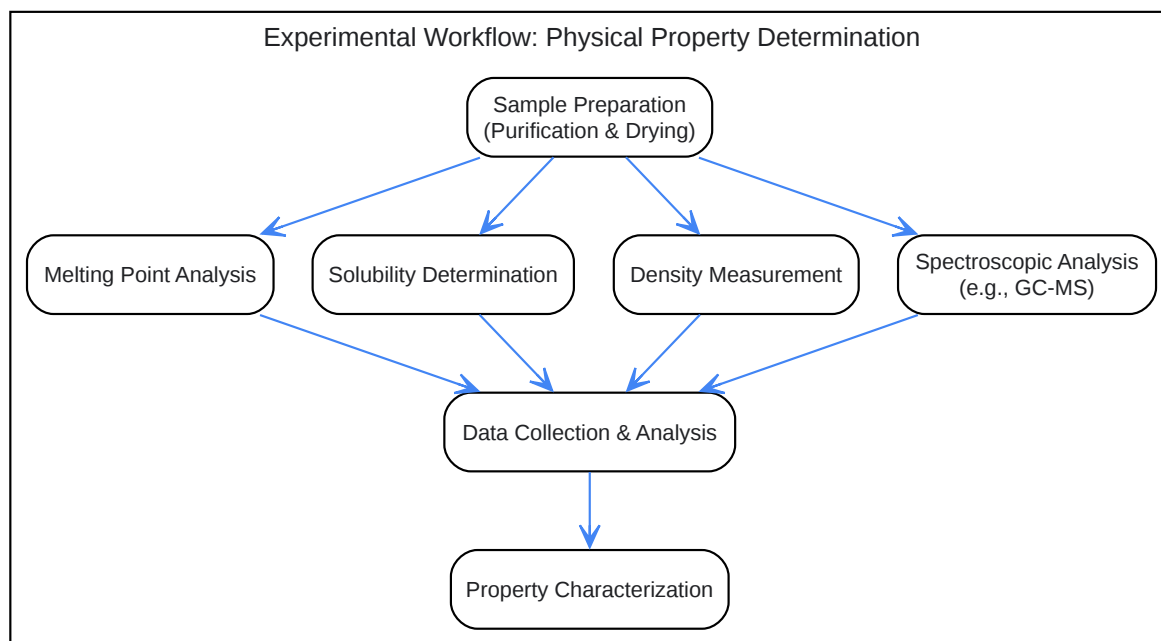 Experimental Workflow: Physical Property Determination
Sample Preparation
(Purification & Drying)
Melting Point Analysis
Solubility Determination
Density Measurement
Spectroscopic Analysis
(e.g., GC-MS)
Data Collection & Analysis
Property Characterization